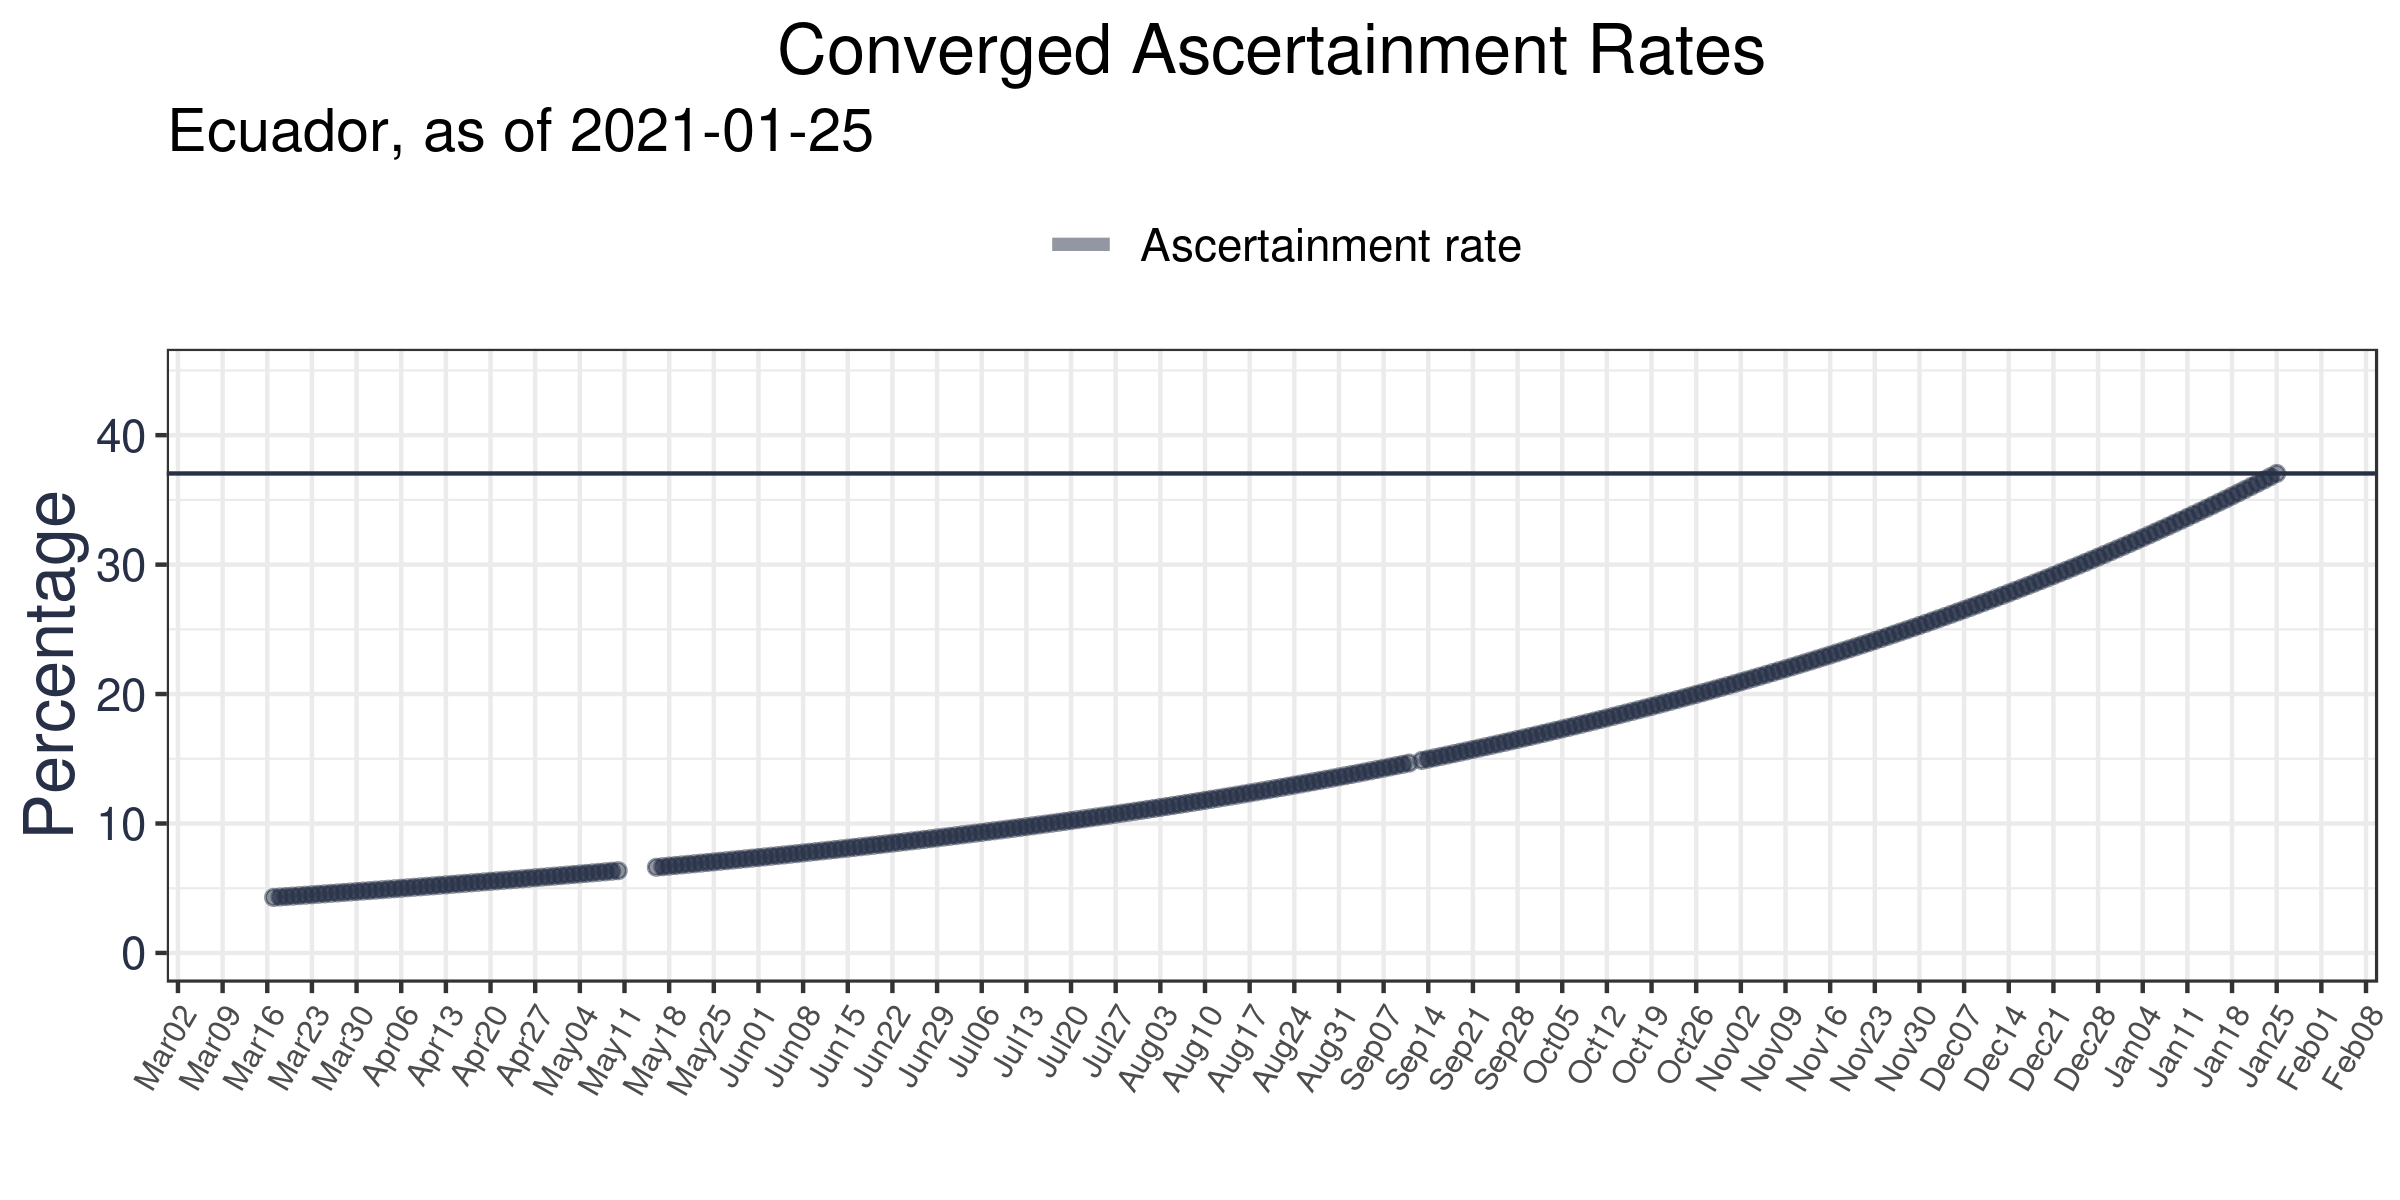 Converged Ascertainment Rates
Ecuador, as of 2021-01-25
Ascertainment rate
Percentage
40
30
20
10
0
Mar02
Mar09
Mar16
Mar23
Mar30
Apr06
Apr13
Apr20
Apr27
May04
May11
May18
May25
Jun01
Jun08
Jun15
Jun22
Jun29
Jul06
Jul13
Jul20
Jul27
Aug03
Aug10
Aug17
Aug24
Aug31
Sep07
Sep14
Sep21
Sep28
Oct05
Oct12
Oct19
Oct26
Nov02
Nov09
Nov16
Nov23
Nov30
Dec07
Dec14
Dec21
Dec28
Jan04
Jan11
Jan18
Jan25
Feb01
Feb08